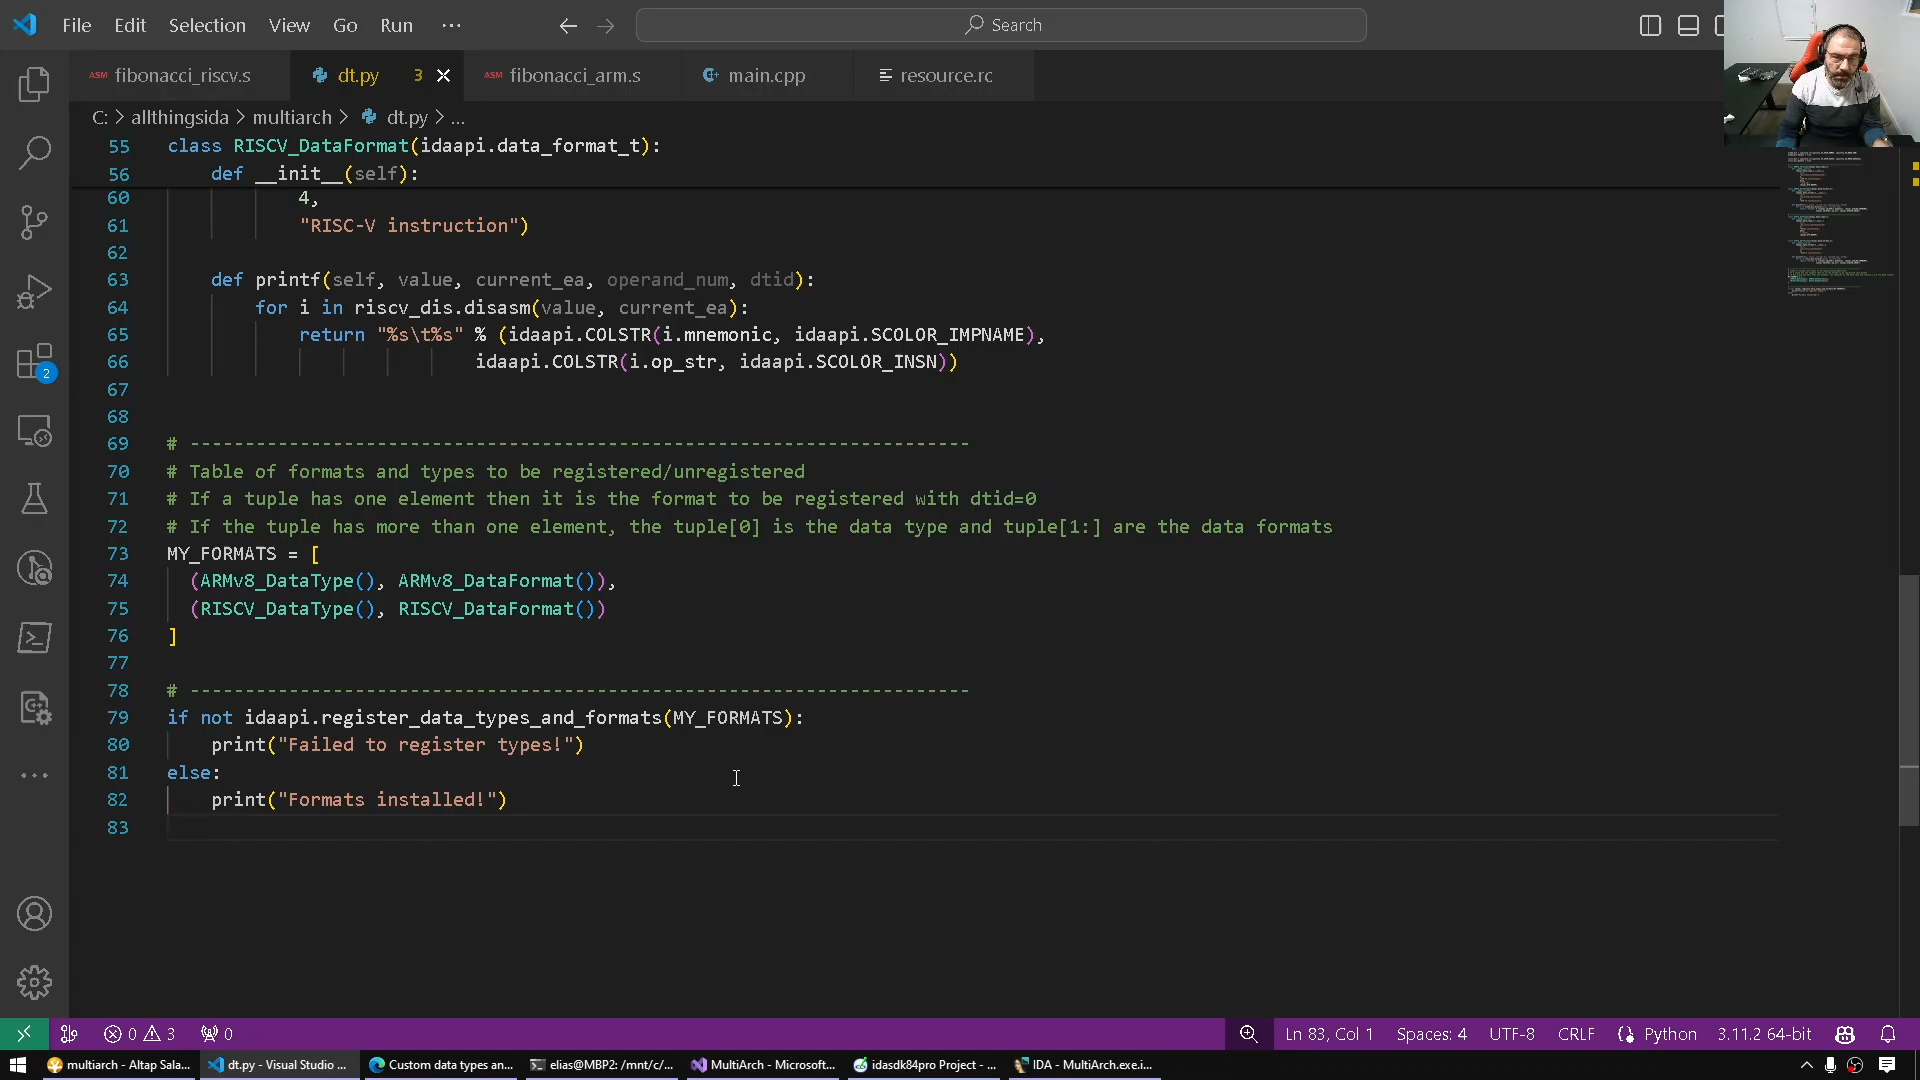 File Edit Selection View Go Run ··· Search
ASM fibonacci_riscv.s dt.py 3 ASM fibonacci_arm.s main.cpp resource.rc
C: > allthingsida > multiarch > dt.py > ...
55 class RISCV_DataFormat(idaapi.data_format_t):
56 def __init__(self):
60 4,
61 "RISC-V instruction")
62
63 def printf(self, value, current_ea, operand_num, dtid):
64 for i in riscv_dis.disasm(value, current_ea):
65 return "%s\t%s" % (idaapi.COLSTR(i.mnemonic, idaapi.SCOLOR_IMPNAME),
66 idaapi.COLSTR(i.op_str, idaapi.SCOLOR_INSN))
67
68
69 # -----------------------------------------------------------------------
70 # Table of formats and types to be registered/unregistered
71 # If a tuple has one element then it is the format to be registered with dtid=0
72 # If the tuple has more than one element, the tuple[0] is the data type and tuple[1:] are the data formats
73 MY_FORMATS = [
74 (ARMv8_DataType(), ARMv8_DataFormat()),
75 (RISCV_DataType(), RISCV_DataFormat())
76 ]
77
78 # -----------------------------------------------------------------------
79 if not idaapi.register_data_types_and_formats(MY_FORMATS):
80 print("Failed to register types!")
81 else:
82 print("Formats installed!")
83
2
0 3 0 Ln 83, Col 1 Spaces: 4 UTF-8 CRLF Python 3.11.2 64-bit
multiarch - Altap Sala... dt.py - Visual Studio ... Custom data types an... elias@MBP2: /mnt/c/... MultiArch - Microsoft... idasdk84pro Project - ... IDA - MultiArch.exe.i...